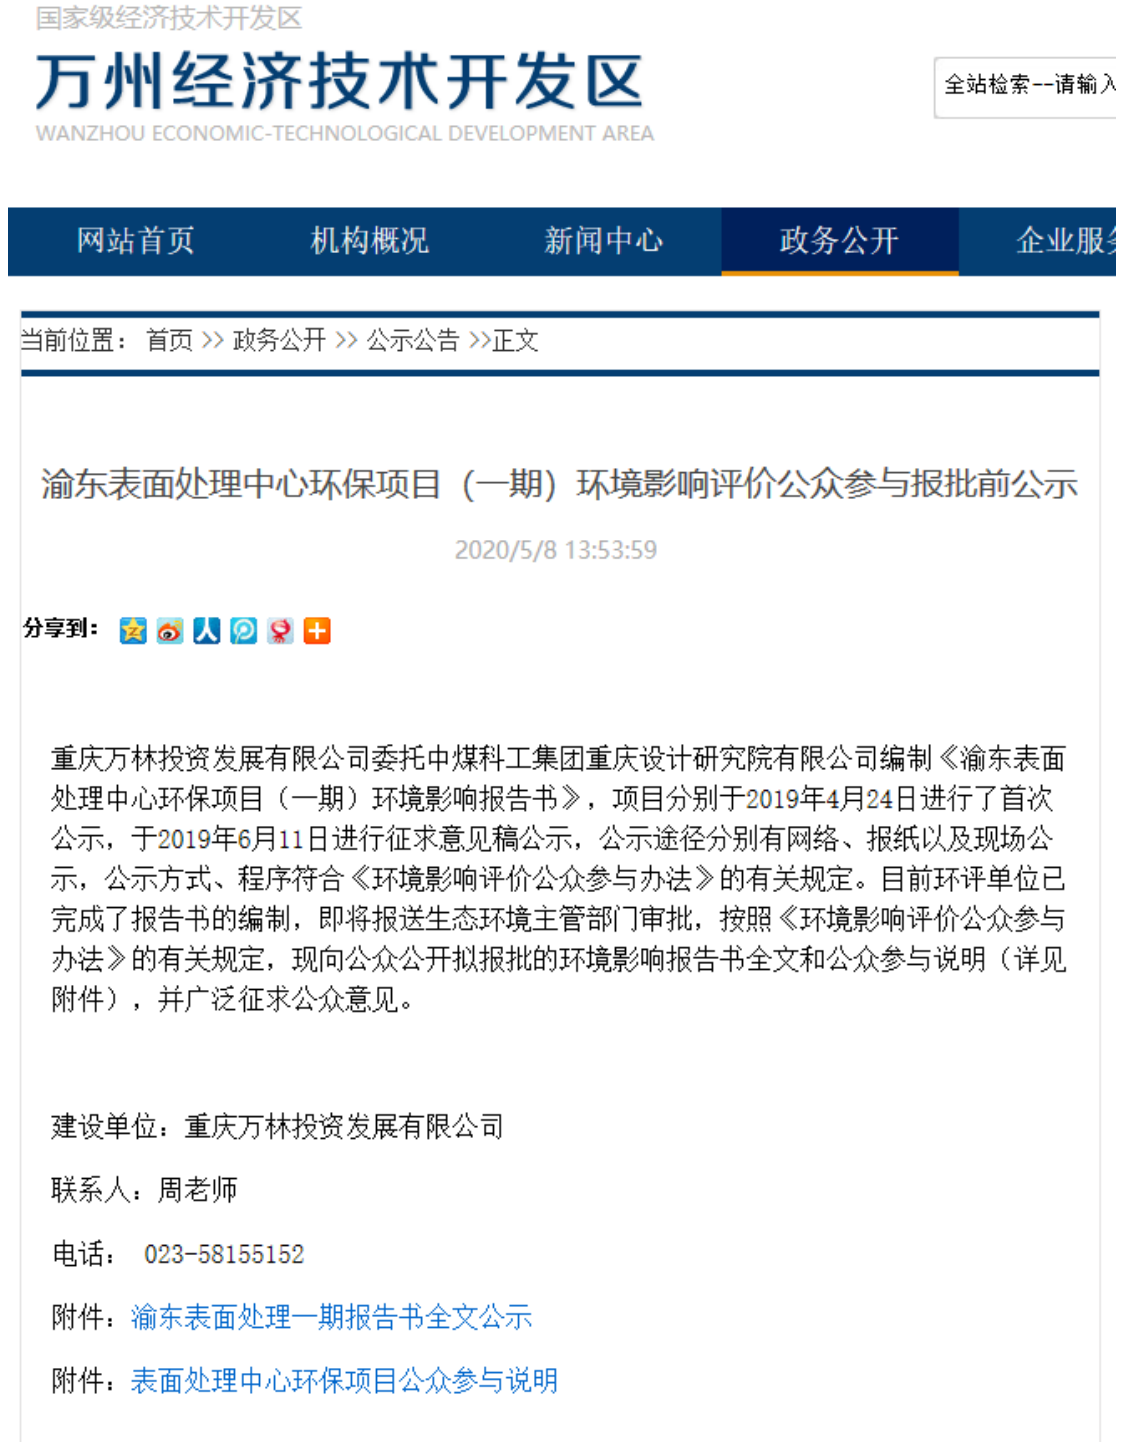 国家级经济技术开发区
万州经济技术开发区
WANZHOU ECONOMIC-TECHNOLOGICAL DEVELOPMENT AREA
全站检索--请输入
网站首页 机构概况 新闻中心 政务公开 企业服
当前位置： 首页 >> 政务公开 >> 公示公告 >>正文
渝东表面处理中心环保项目（一期）环境影响评价公众参与报批前公示
2020/5/8 13:53:59
分享到：
重庆万林投资发展有限公司委托中煤科工集团重庆设计研究院有限公司编制《渝东表面
处理中心环保项目（一期）环境影响报告书》，项目分别于2019年4月24日进行了首次
公示，于2019年6月11日进行征求意见稿公示，公示途径分别有网络、报纸以及现场公
示，公示方式、程序符合《环境影响评价公众参与办法》的有关规定。目前环评单位已
完成了报告书的编制，即将报送生态环境主管部门审批，按照《环境影响评价公众参与
办法》的有关规定，现向公众公开拟报批的环境影响报告书全文和公众参与说明（详见
附件），并广泛征求公众意见。
建设单位：重庆万林投资发展有限公司
联系人：周老师
电话： 023-58155152
附件：渝东表面处理一期报告书全文公示
附件：表面处理中心环保项目公众参与说明